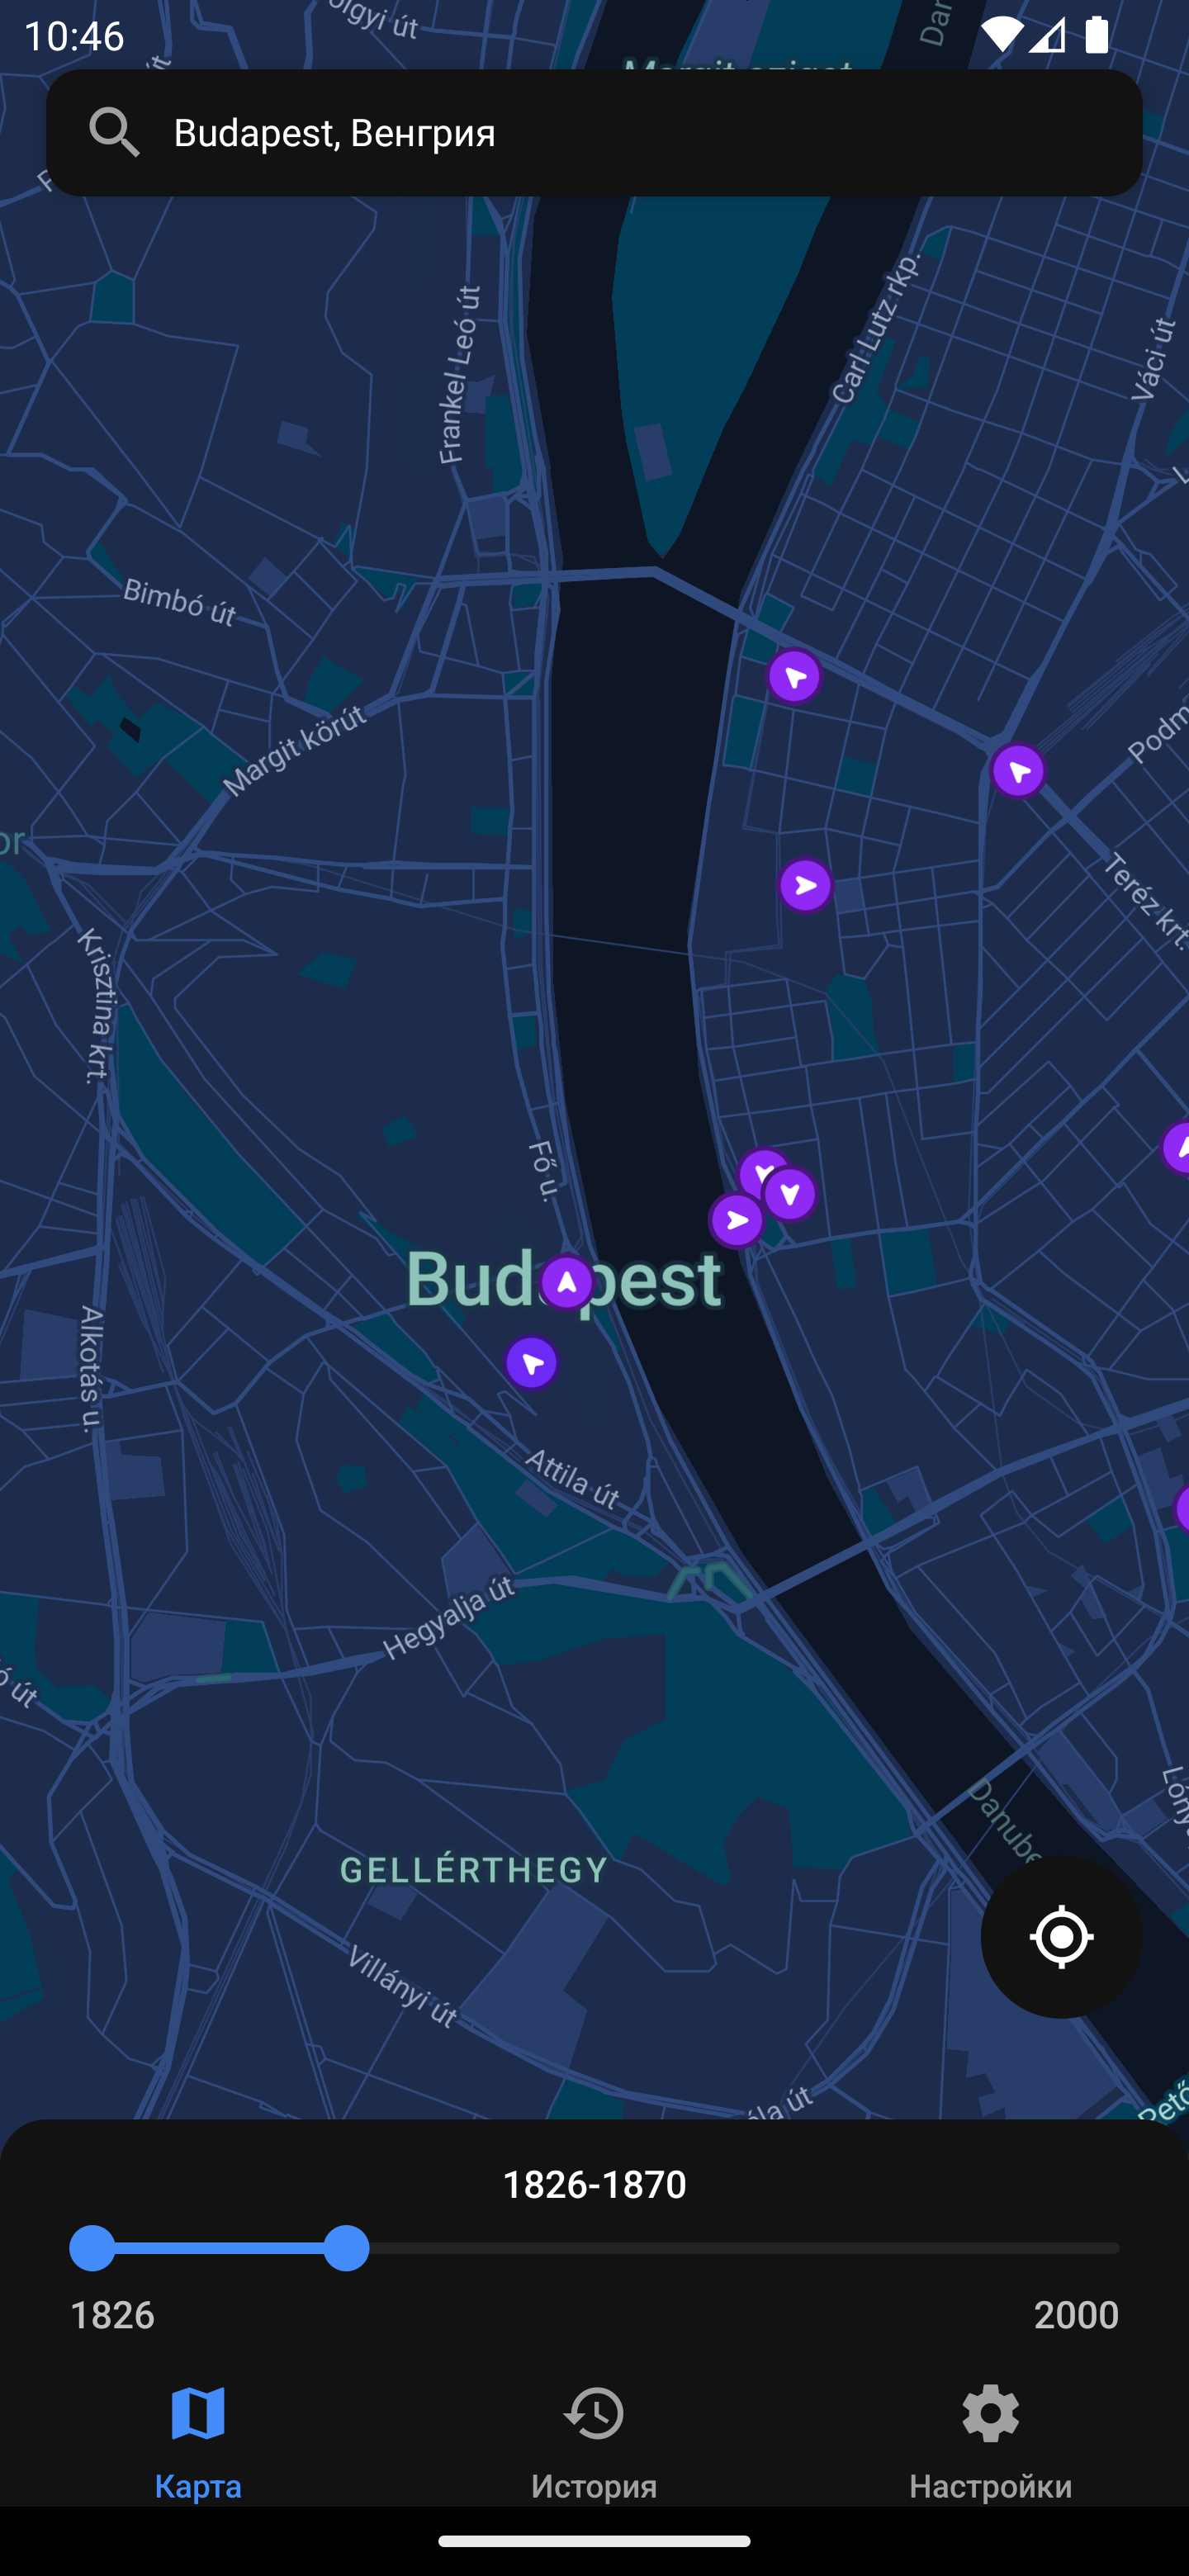 10:46
Budapest, Венгрия
Frankel Leó út
Carl Lutz rkp.
Váci út
Bimbó út
Margit körút
Teréz krt.
Krisztina krt.
Fő u.
Budapest
Alkotás u.
Attila út
Hegyalja út
Danube
GELLÉRTHEGY
Villányi út
1826-1870
1826
2000
Карта
История
Настройки